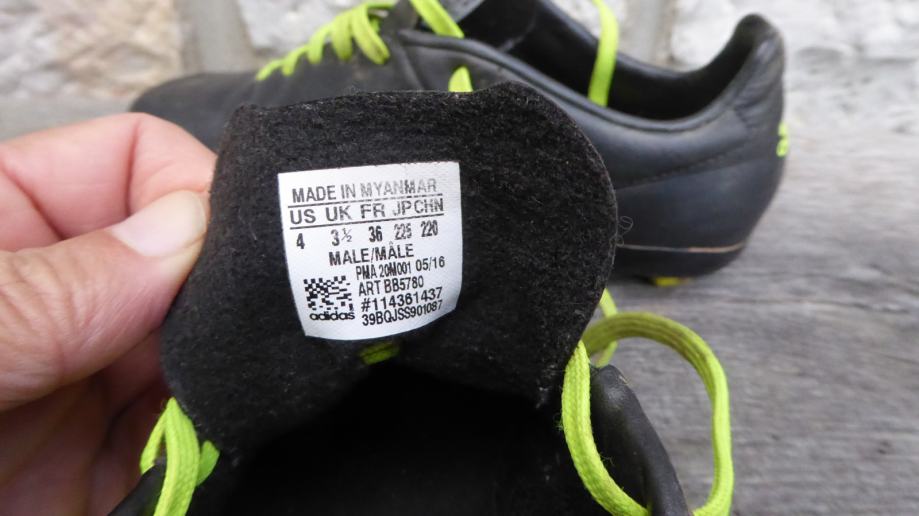 MADE IN MYANMAR
US UK FR JP CHN
4 3½ 36 225 220
MALE/MÂLE
PMA 20M001 05/16
ART BB5780
#114361437
39BQJSS901087
adidas